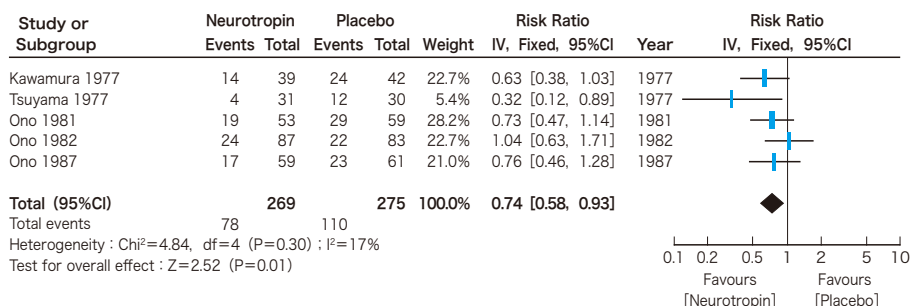 Study or Subgroup Neurotropin Placebo Risk Ratio Risk Ratio
Events Total Events Total Weight IV, Fixed, 95%CI Year IV, Fixed, 95%CI
Kawamura 1977 14 39 24 42 22.7% 0.63 [0.38, 1.03] 1977
Tsuyama 1977 4 31 12 30 5.4% 0.32 [0.12, 0.89] 1977
Ono 1981 19 53 29 59 28.2% 0.73 [0.47, 1.14] 1981
Ono 1982 24 87 22 83 22.7% 1.04 [0.63, 1.71] 1982
Ono 1987 17 59 23 61 21.0% 0.76 [0.46, 1.28] 1987
Total (95%CI) 269 275 100.0% 0.74 [0.58, 0.93]
Total events 78 110
Heterogeneity : Chi²=4.84, df=4 (P=0.30) ; I²=17%
Test for overall effect : Z=2.52 (P=0.01)
0.1 0.2 0.5 1 2 5 10
Favours Favours
[Neurotropin] [Placebo]